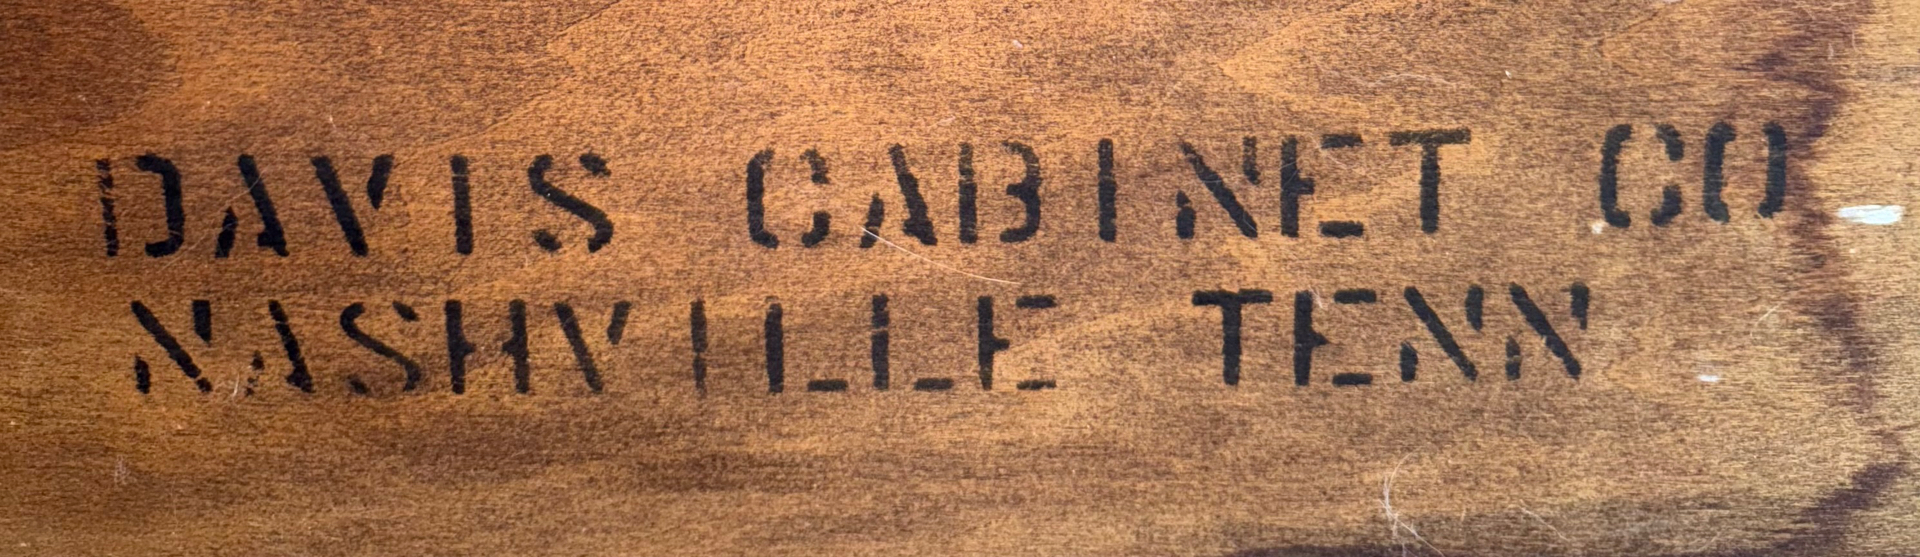 DAVIS CABINET CO
NASHVILLE TENN